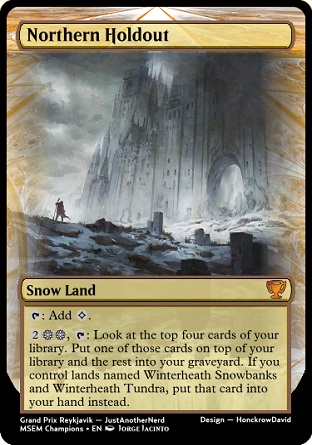 Northern Holdout
Snow Land
: Add .
2, : Look at the top four cards of your
library. Put one of those cards on top of your
library and the rest into your graveyard. If you
control lands named Winterheath Snowbanks
and Winterheath Tundra, put that card into
your hand instead.
Grand Prix Reykjavik — JustAnotherNerd Design — HonckrowDavid
MSEM Champions • EN Jorge Jacinto